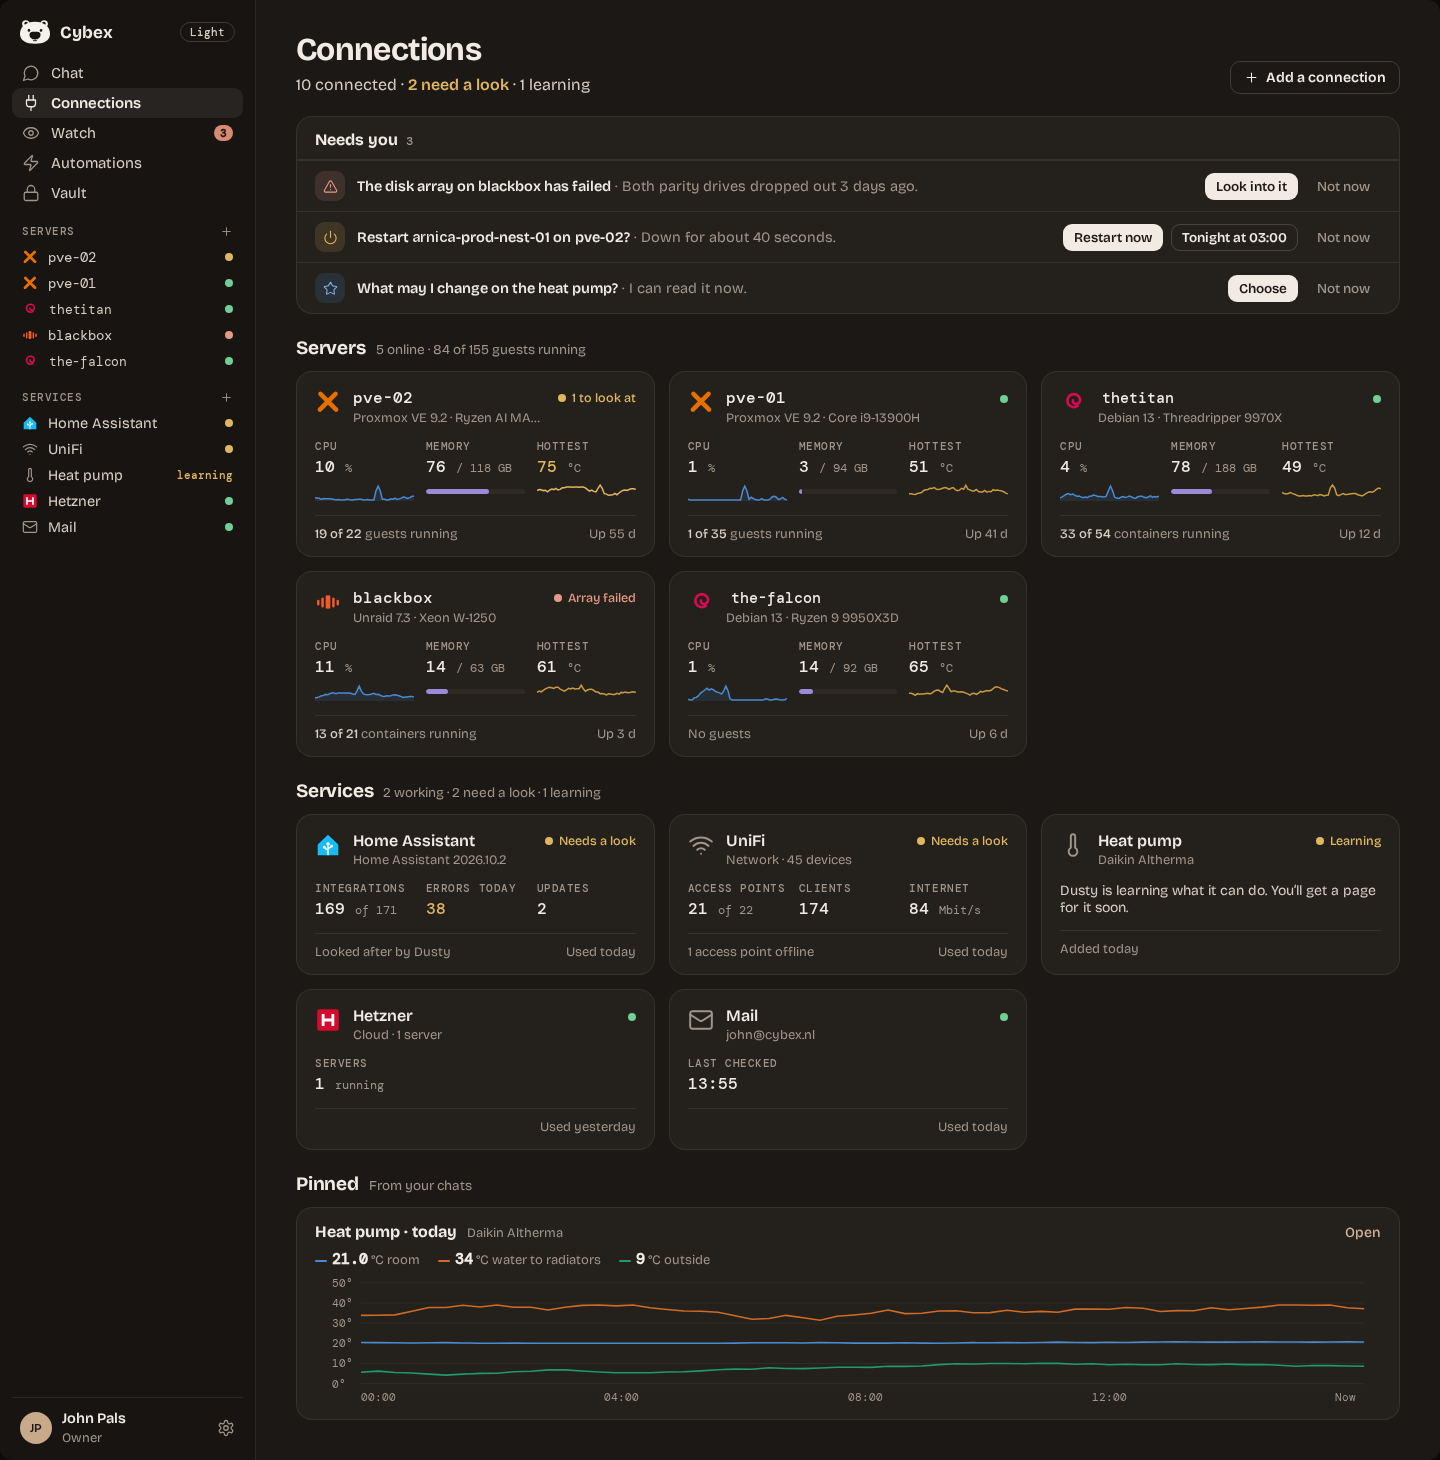 Cybex
Light
Chat
Connections
Watch 3
Automations
Vault
SERVERS +
pve-02
pve-01
thetitan
blackbox
the-falcon
SERVICES +
Home Assistant
UniFi
Heat pump learning
Hetzner
Mail
John Pals
JP
Owner
Connections
10 connected · 2 need a look · 1 learning
+ Add a connection
Needs you 3
The disk array on blackbox has failed · Both parity drives dropped out 3 days ago. Look into it Not now
Restart arnica-prod-nest-01 on pve-02? · Down for about 40 seconds. Restart now Tonight at 03:00 Not now
What may I change on the heat pump? · I can read it now. Choose Not now
Servers 5 online · 84 of 155 guests running
pve-02 1 to look at
Proxmox VE 9.2 · Ryzen AI MA...
CPU MEMORY HOTTEST
10 % 76 / 118 GB 75 °C
19 of 22 guests running Up 55 d
pve-01
Proxmox VE 9.2 · Core i9-13900H
CPU MEMORY HOTTEST
1 % 3 / 94 GB 51 °C
1 of 35 guests running Up 41 d
thetitan
Debian 13 · Threadripper 9970X
CPU MEMORY HOTTEST
4 % 78 / 188 GB 49 °C
33 of 54 containers running Up 12 d
blackbox Array failed
Unraid 7.3 · Xeon W-1250
CPU MEMORY HOTTEST
11 % 14 / 63 GB 61 °C
13 of 21 containers running Up 3 d
the-falcon
Debian 13 · Ryzen 9 9950X3D
CPU MEMORY HOTTEST
1 % 14 / 92 GB 65 °C
No guests Up 6 d
Services 2 working · 2 need a look · 1 learning
Home Assistant Needs a look
Home Assistant 2026.10.2
INTEGRATIONS ERRORS TODAY UPDATES
169 of 171 38 2
Looked after by Dusty Used today
UniFi Needs a look
Network · 45 devices
ACCESS POINTS CLIENTS INTERNET
21 of 22 174 84 Mbit/s
1 access point offline Used today
Heat pump Learning
Daikin Altherma
Dusty is learning what it can do. You'll get a page
for it soon.
Added today
Hetzner
Cloud · 1 server
SERVERS
1 running
Used yesterday
Mail
john@cybex.nl
LAST CHECKED
13:55
Used today
Pinned From your chats
Heat pump · today Daikin Altherma Open
21.0 °C room 34 °C water to radiators 9 °C outside
50°
40°
30°
20°
10°
0°
00:00 04:00 08:00 12:00 Now